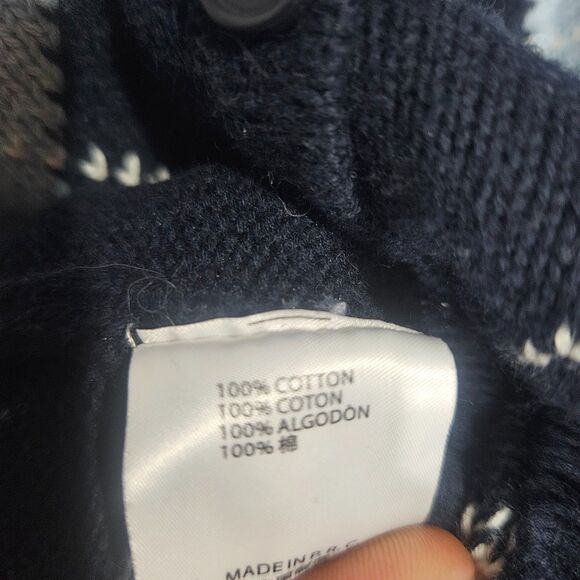 100% COTTON
100% COTON
100% ALGODÓN
100% 棉
MADE IN P. R. C.